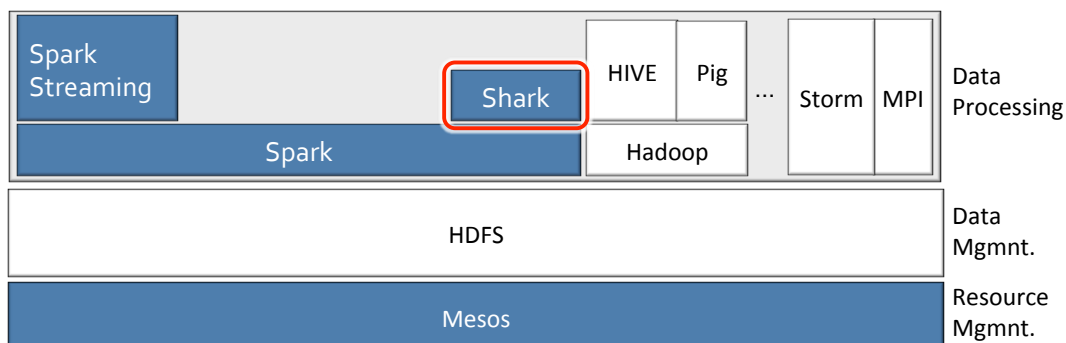 Spark
Streaming
Shark
HIVE
Pig
...
Storm
MPI
Data
Processing
Spark
Hadoop
HDFS
Data
Mgmnt.
Mesos
Resource
Mgmnt.